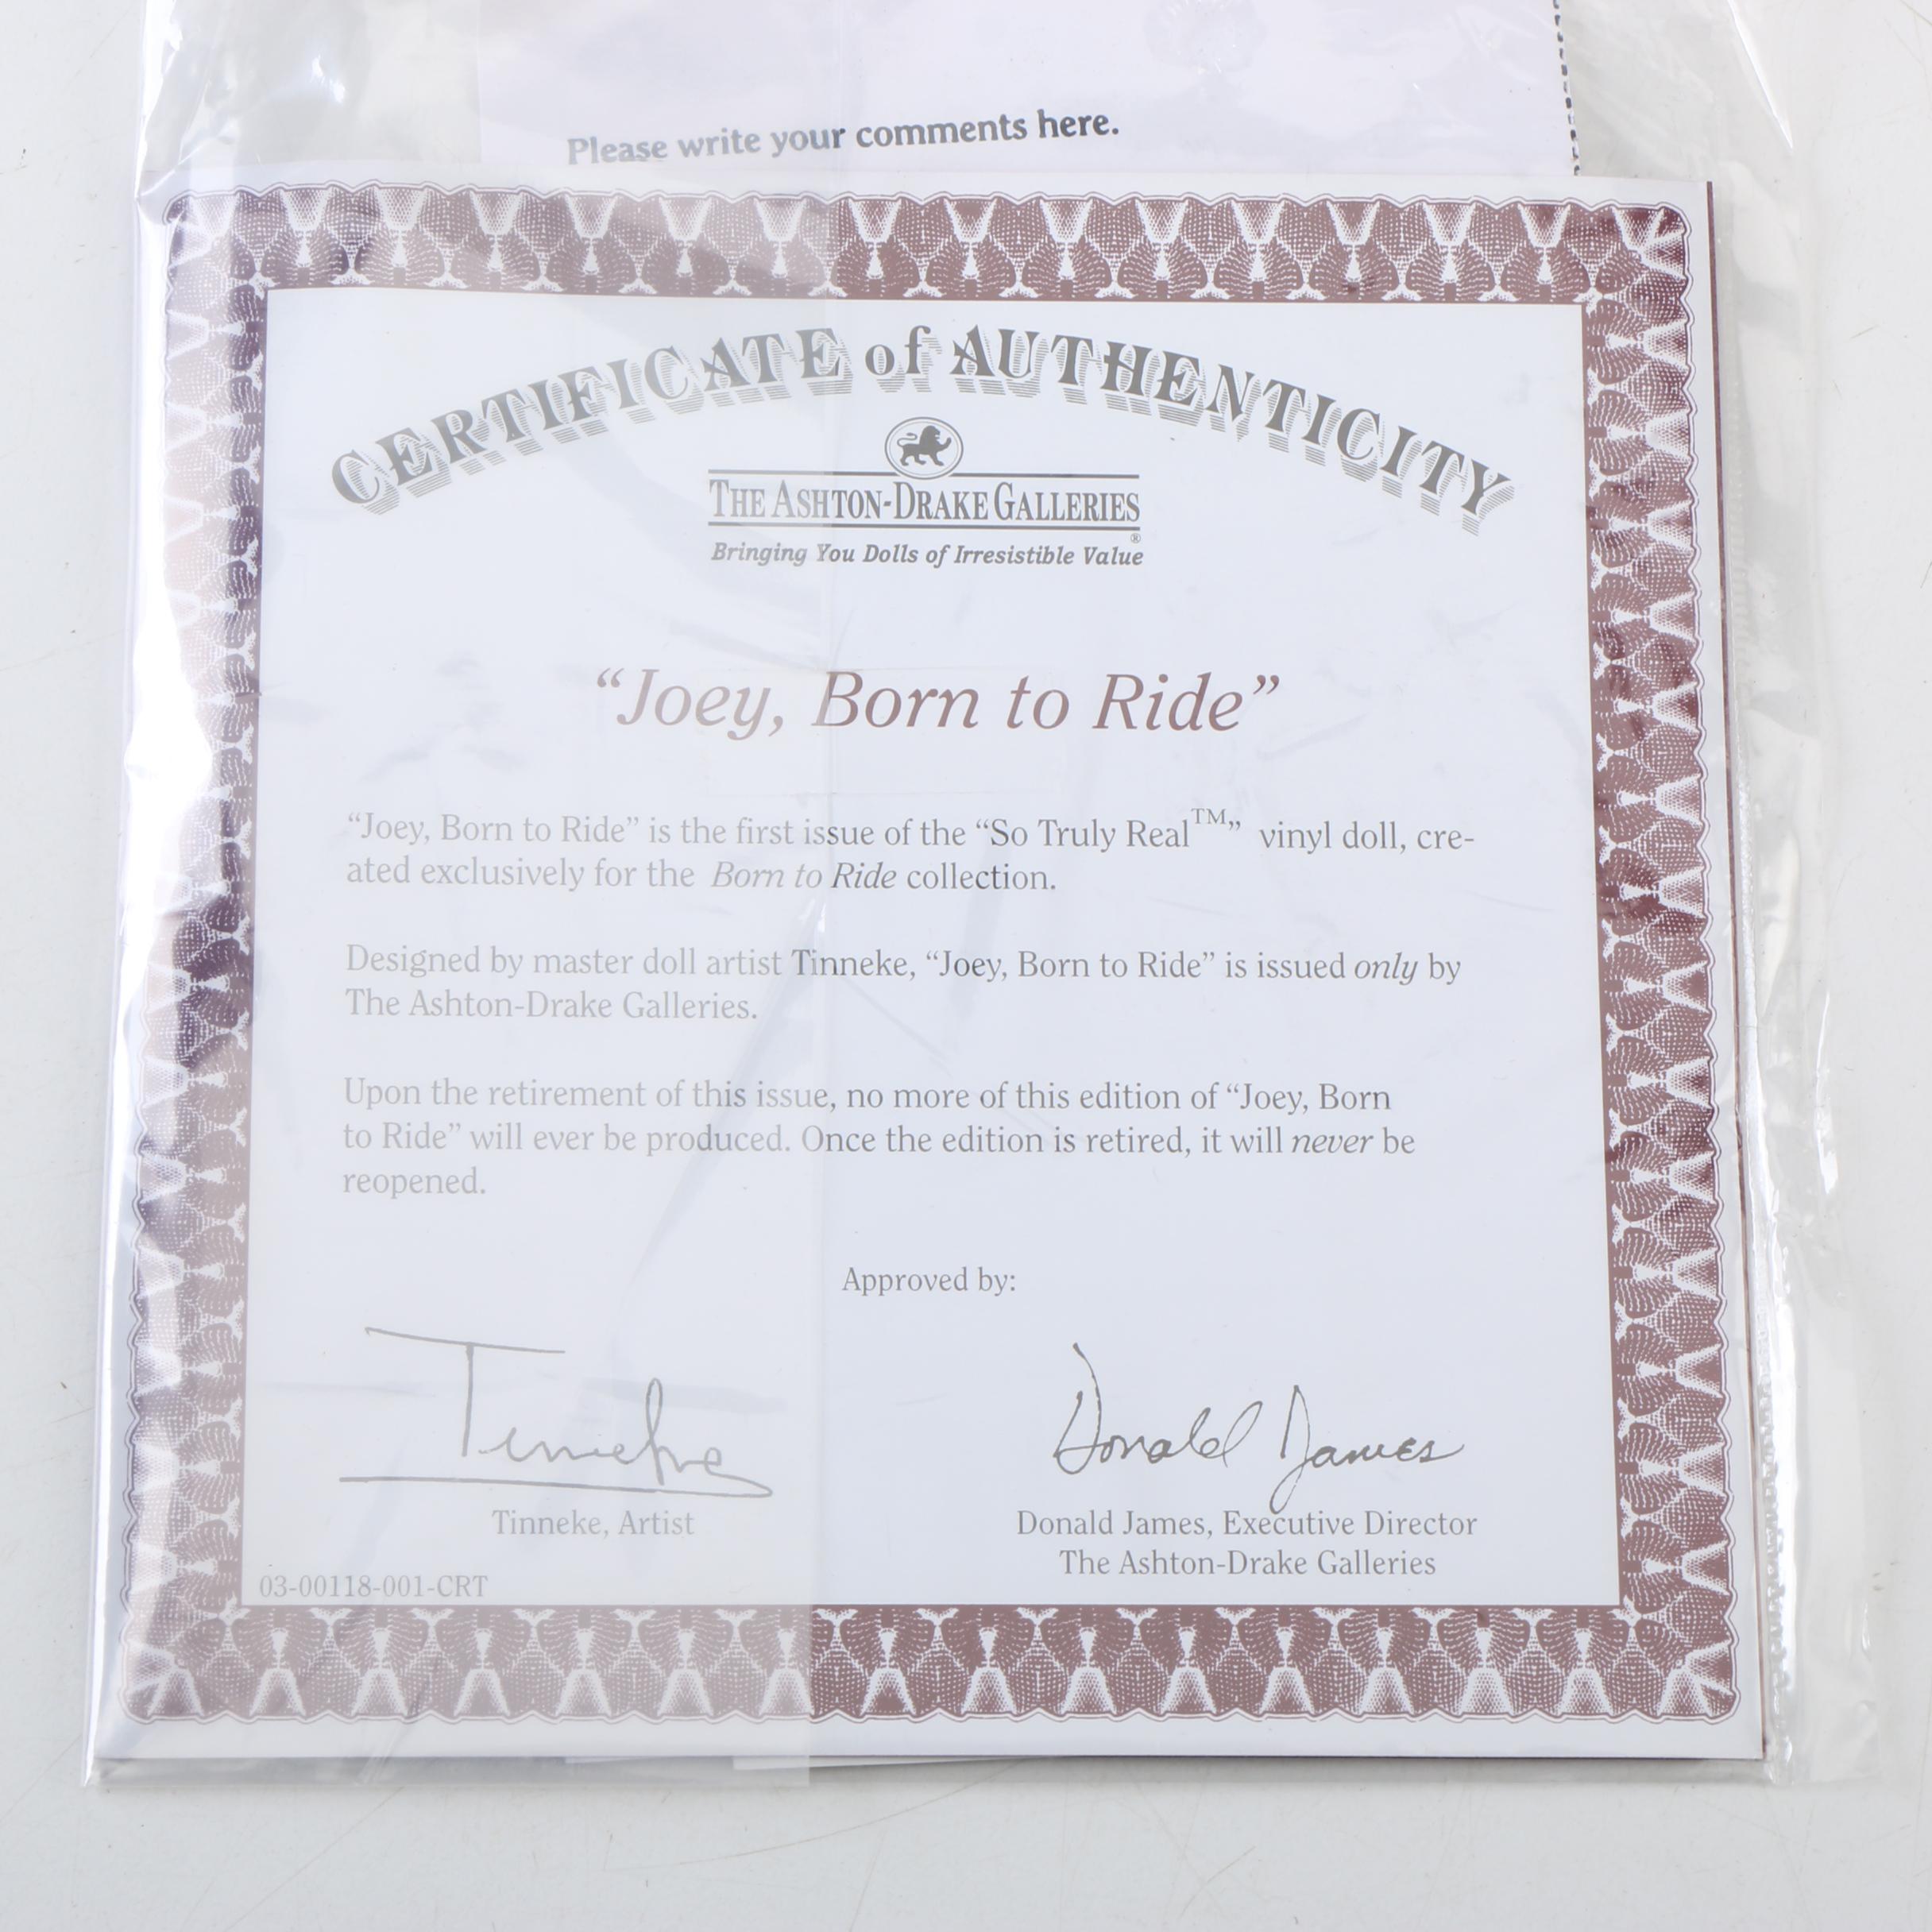 Please write your comments here.
CERTIFICATE of AUTHENTICITY
THE ASHTON-DRAKE GALLERIES
®
Bringing You Dolls of Irresistible Value
“Joey, Born to Ride”
“Joey, Born to Ride” is the first issue of the “So Truly Real™” vinyl doll, cre-
ated exclusively for the Born to Ride collection.
Designed by master doll artist Tinneke, “Joey, Born to Ride” is issued only by
The Ashton-Drake Galleries.
Upon the retirement of this issue, no more of this edition of “Joey, Born
to Ride” will ever be produced. Once the edition is retired, it will never be
reopened.
Approved by:
Tinneke
Donald James
Tinneke, Artist
Donald James, Executive Director
The Ashton-Drake Galleries
03-00118-001-CRT